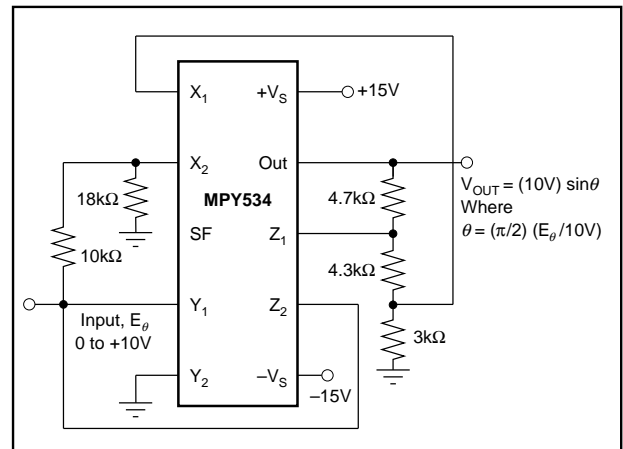 X1
+VS
+15V
X2
Out
18kΩ
MPY534
4.7kΩ
VOUT = (10V) sinθ
Where
θ = (π/2) (Eθ/10V)
SF
Z1
10kΩ
4.3kΩ
Input, Eθ
0 to +10V
Y1
Z2
3kΩ
Y2
–VS
–15V